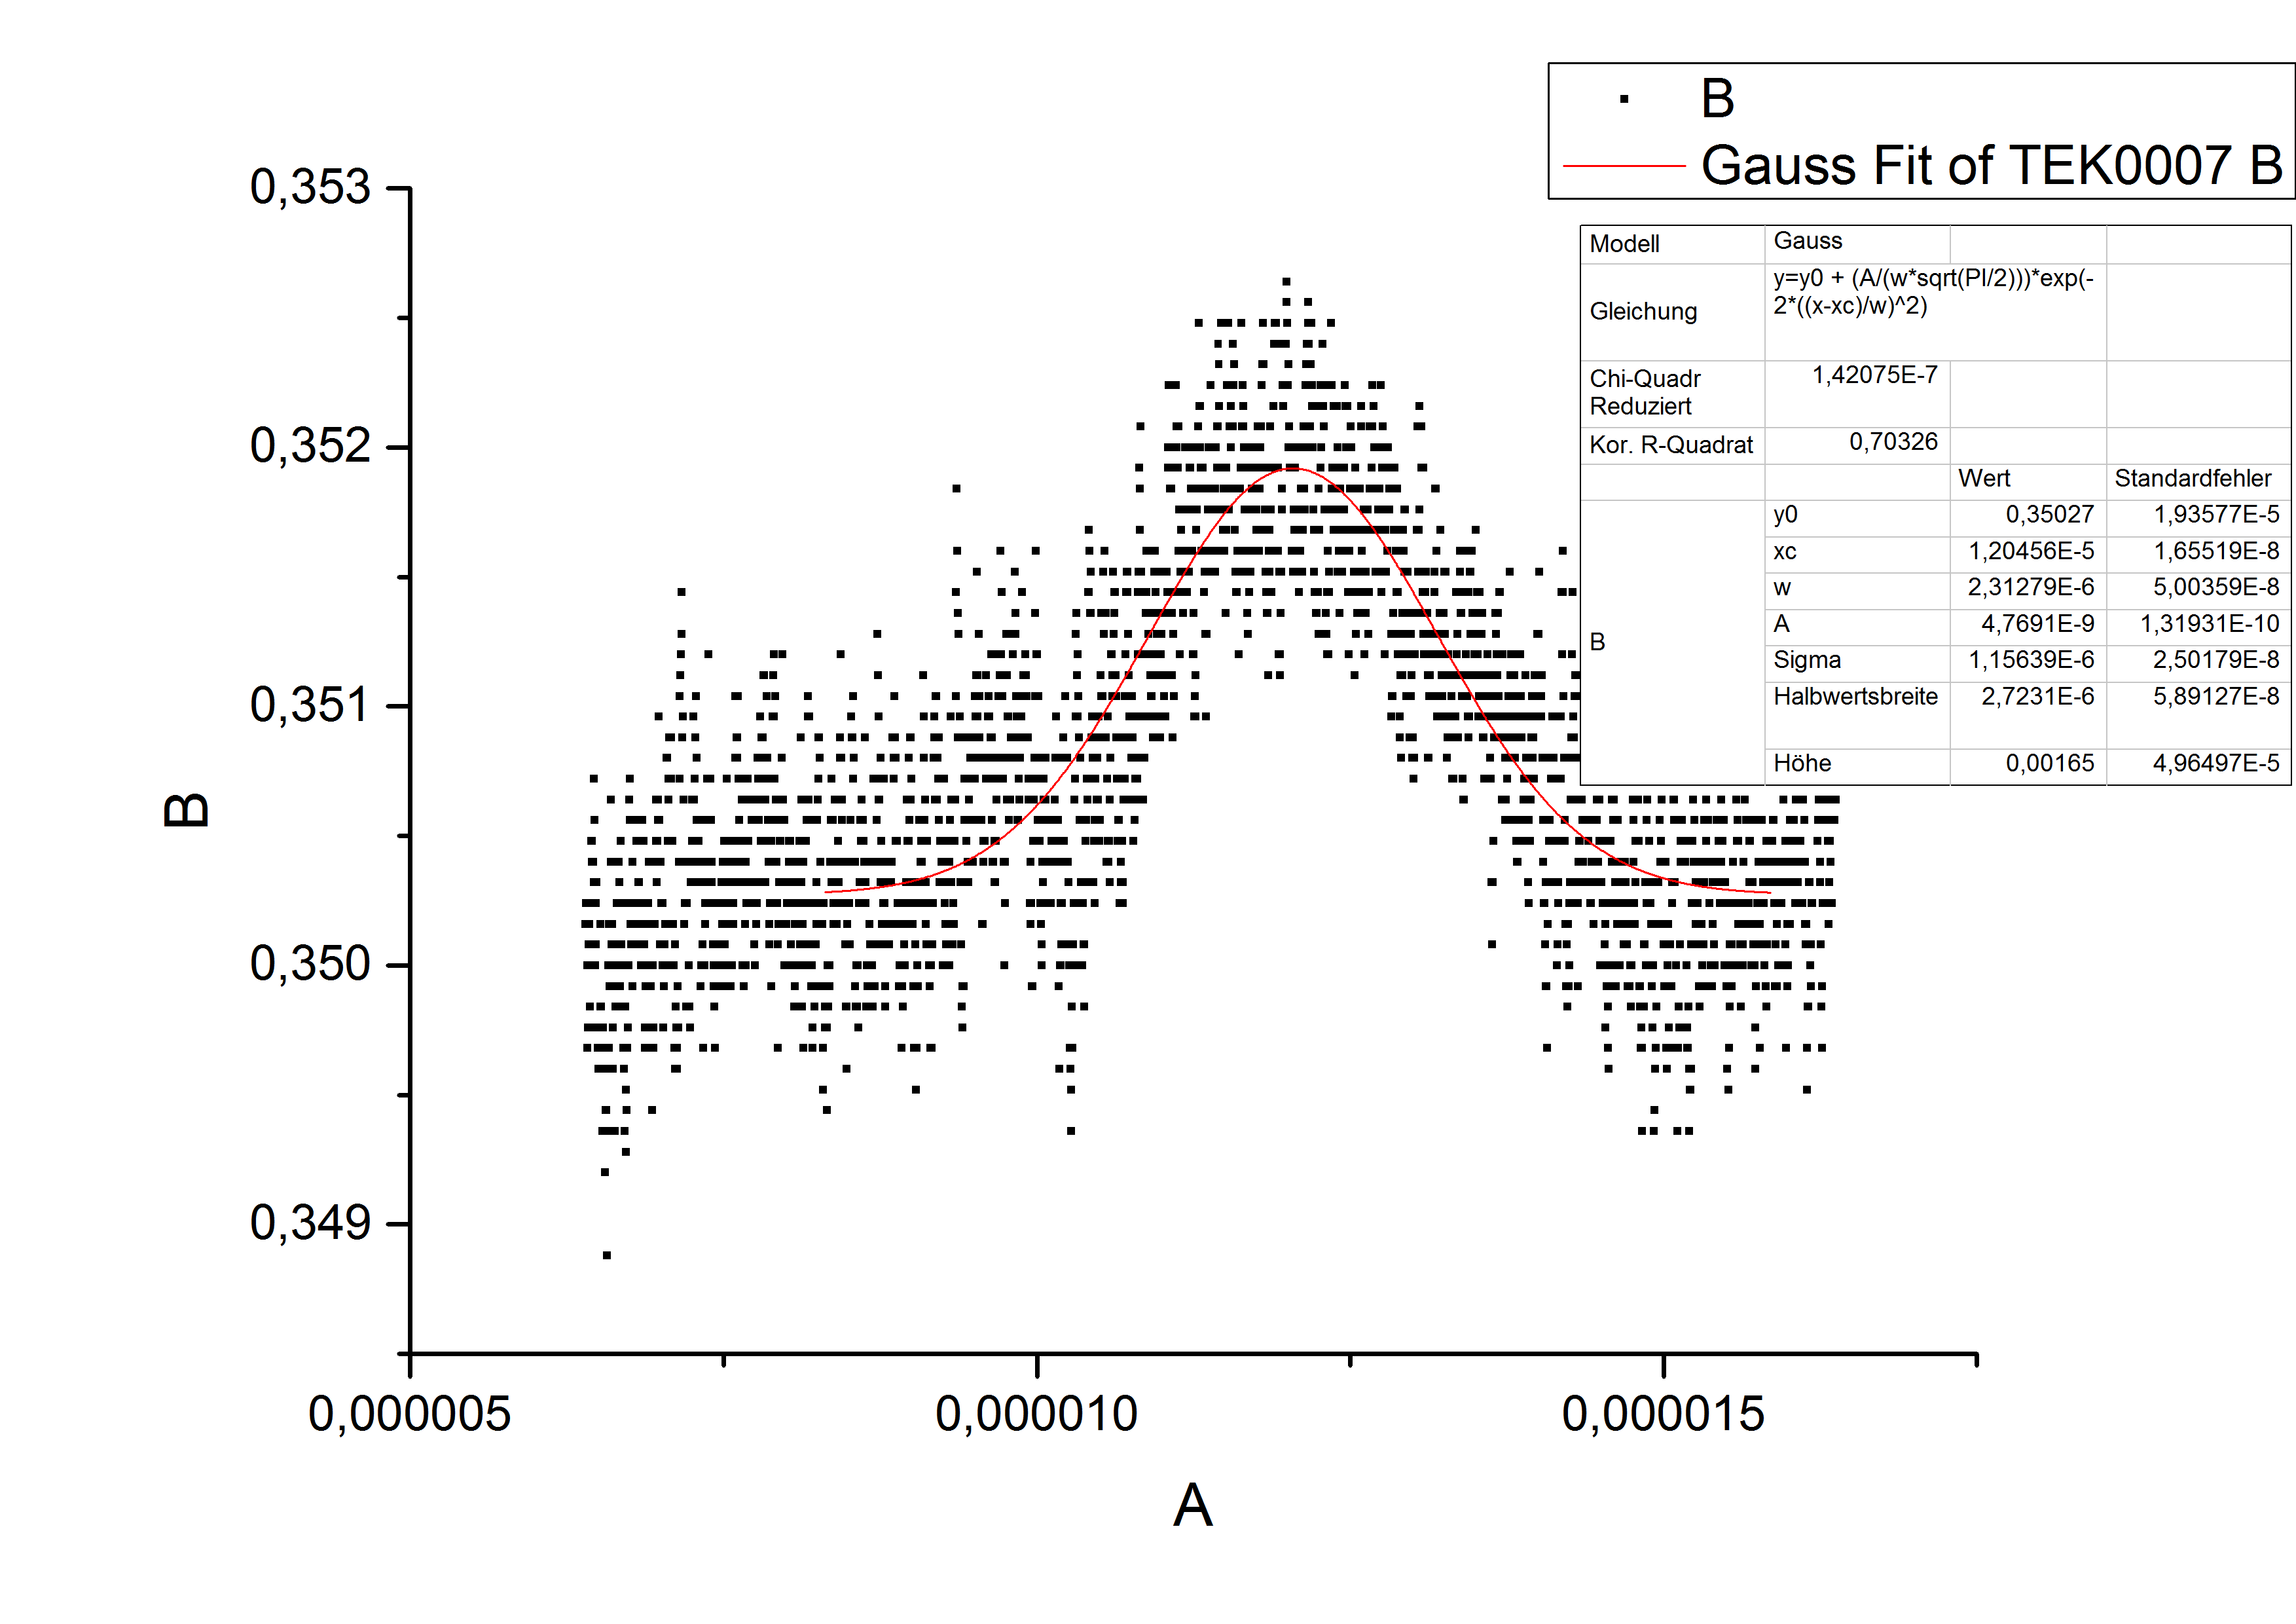 B
Gauss Fit of TEK0007 B
Modell Gauss
Gleichung y=y0 + (A/(w*sqrt(PI/2)))*exp(-
2*((x-xc)/w)^2)
Chi-Quadr
Reduziert 1,42075E-7
Kor. R-Quadrat 0,70326
Wert Standardfehler
B
y0 0,35027 1,93577E-5
xc 1,20456E-5 1,65519E-8
w 2,31279E-6 5,00359E-8
A 4,7691E-9 1,31931E-10
Sigma 1,15639E-6 2,50179E-8
Halbwertsbreite 2,7231E-6 5,89127E-8
Höhe 0,00165 4,96497E-5
0,353
0,352
0,351
0,350
0,349
B
0,000005 0,000010 0,000015
A